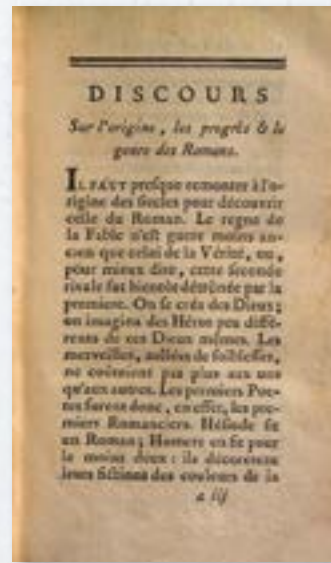 DISCOURS
Sur l'origine, les progrès & le
genre des Romans.
IL FAUT presque remonter à l'o-
rigine des siecles pour découvrir
celle du Roman. Le regne de
la Fable n'est guere moins an-
cien que celui de la Vérité, ou,
pour mieux dire, cette seconde
rivale fut bientôt détrônée par la
premiere. On se créa des Dieux;
on imagina des Héros peu diffé-
rents de ces Dieux mêmes. Les
merveilles, mêlées de foiblesses,
ne coûterent pas plus aux uns
qu'aux autres. Les premiers Poë-
tes furent donc, en effet, les pre-
miers Romanciers. Hésiode fit
un Roman; Homere en fit pour
le moins deux: ils décorerent
leurs fictions des couleurs de la
a iij